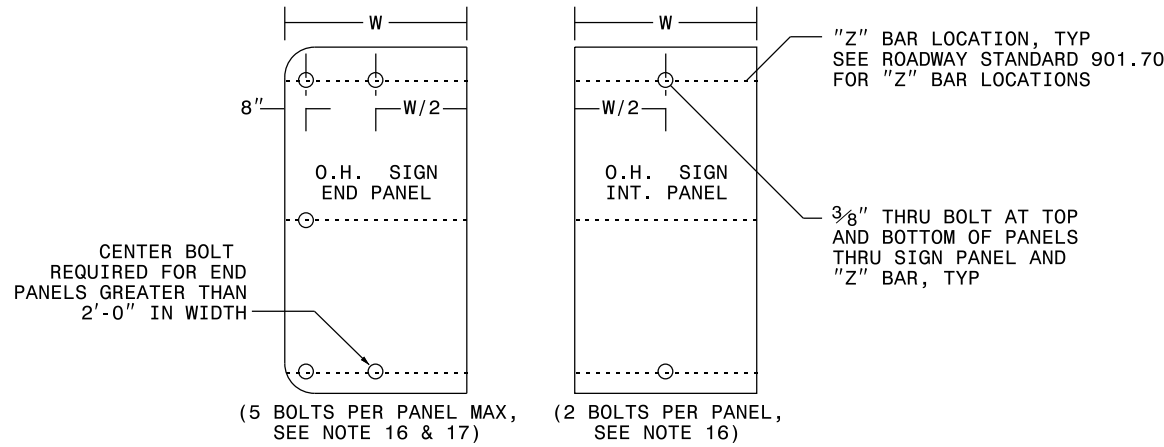 W
W
8"
W/2
W/2
O.H. SIGN
END PANEL
O.H. SIGN
INT. PANEL
"Z" BAR LOCATION, TYP
SEE ROADWAY STANDARD 901.70
FOR "Z" BAR LOCATIONS
3/8" THRU BOLT AT TOP
AND BOTTOM OF PANELS
THRU SIGN PANEL AND
"Z" BAR, TYP
CENTER BOLT
REQUIRED FOR END
PANELS GREATER THAN
2'-0" IN WIDTH
(5 BOLTS PER PANEL MAX,
SEE NOTE 16 & 17)
(2 BOLTS PER PANEL,
SEE NOTE 16)